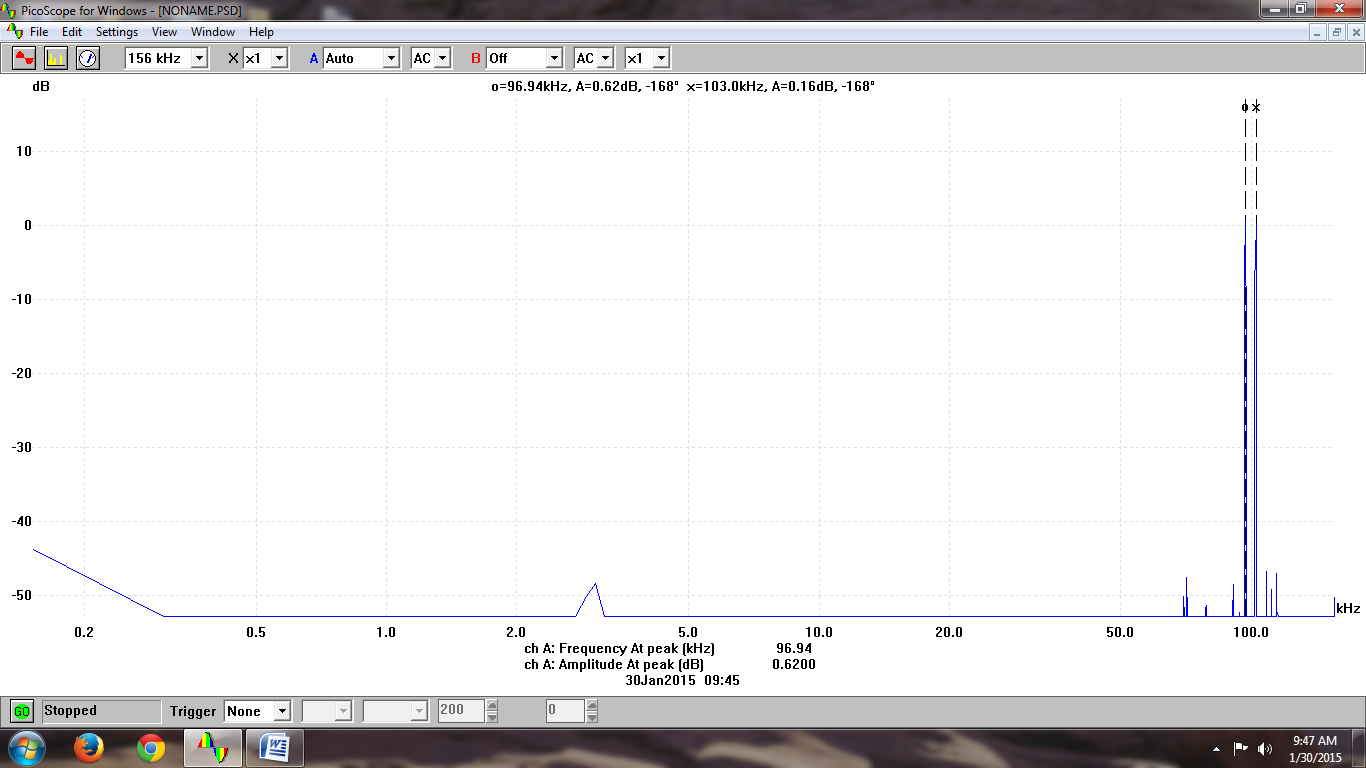 PicoScope for Windows - [NONAME.PSD]
File Edit Settings View Window Help
156 kHz X x1 A Auto AC B Off AC x1
dB o=96.94kHz, A=0.62dB, -168° x=103.0kHz, A=0.16dB, -168°
o x
10
0
-10
-20
-30
-40
-50
kHz
0.2 0.5 1.0 2.0 5.0 10.0 20.0 50.0 100.0
ch A: Frequency At peak (kHz) 96.94
ch A: Amplitude At peak (dB) 0.6200
30Jan2015 09:45
GO Stopped Trigger None 200 0
9:47 AM
1/30/2015